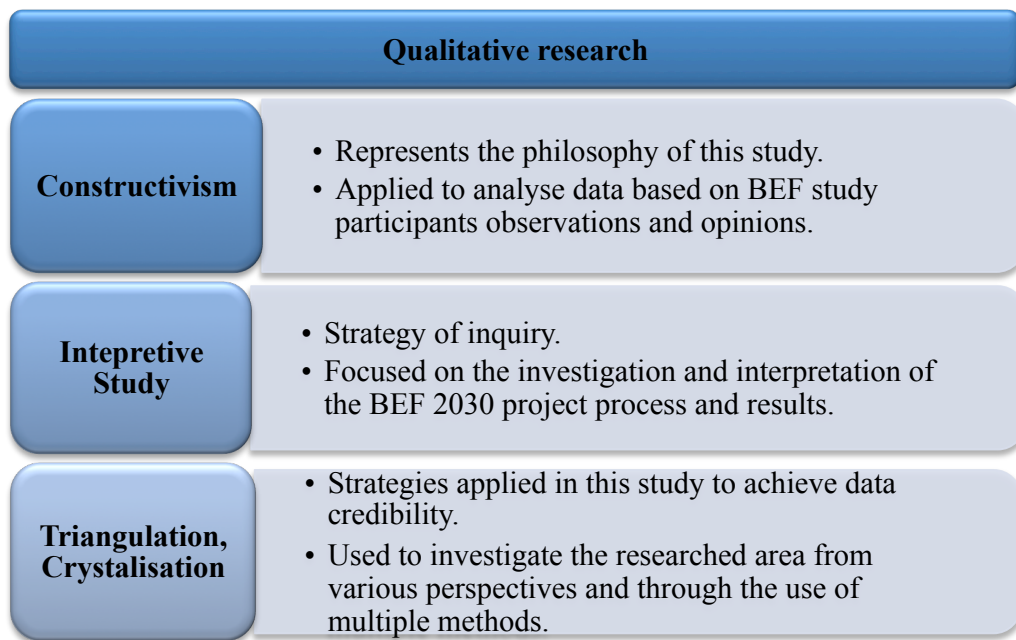 Qualitative research
Constructivism
• Represents the philosophy of this study.
• Applied to analyse data based on BEF study
participants observations and opinions.
Intepretive
Study
• Strategy of inquiry.
• Focused on the investigation and interpretation of
the BEF 2030 project process and results.
Triangulation,
Crystalisation
• Strategies applied in this study to achieve data
credibility.
• Used to investigate the researched area from
various perspectives and through the use of
multiple methods.